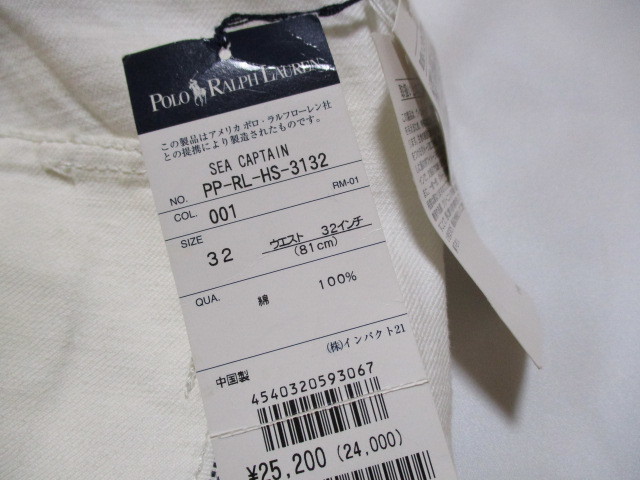 POLO RALPH LAUREN
この製品はアメリカ ポロ・ラルフローレン社
との提携により製造されたものです。
SEA CAPTAIN
NO. PP-RL-HS-3132
COL. 001 RM-01
SIZE 32 ウエスト 32インチ
(81cm)
QUA. 綿 100%
(株)インパクト21
中国製
4540320593067
¥25,200 (24,000)